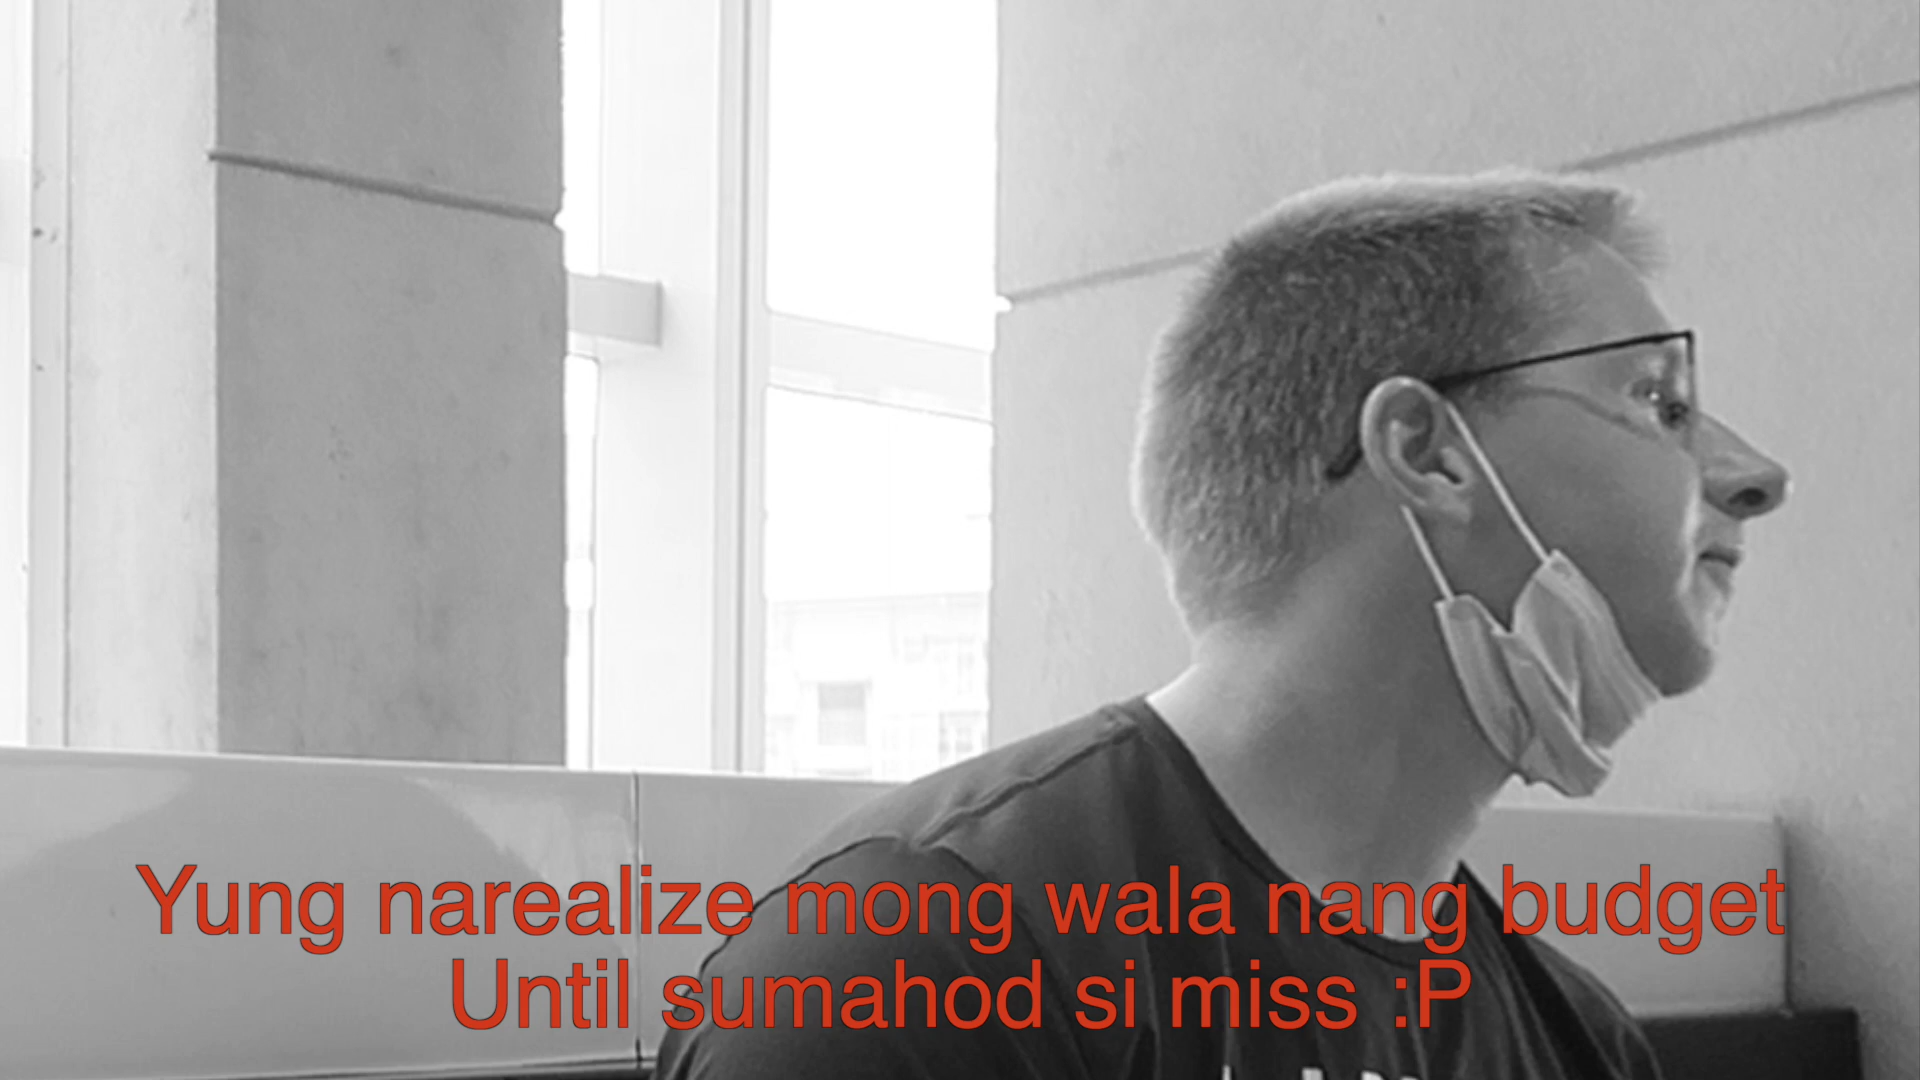 Yung narealize mong wala nang budget
Until sumahod si miss :P